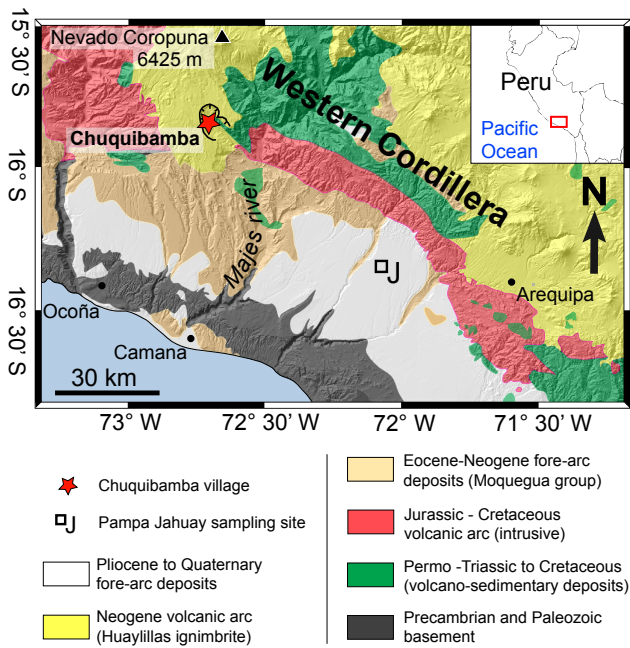 15° 30' S
16° S
16° 30' S
Nevado Coropuna
6425 m
Chuquibamba
Western Cordillera
Peru
Pacific
Ocean
N
Majes river
J
Arequipa
Ocoña
Camana
30 km
73° W
72° 30' W
72° W
71° 30' W
Chuquibamba village
J
Pampa Jahuay sampling site
Pliocene to Quaternary
fore-arc deposits
Neogene volcanic arc
(Huaylillas ignimbrite)
Eocene-Neogene fore-arc
deposits (Moquegua group)
Jurassic - Cretaceous
volcanic arc (intrusive)
Permo -Triassic to Cretaceous
(volcano-sedimentary deposits)
Precambrian and Paleozoic
basement